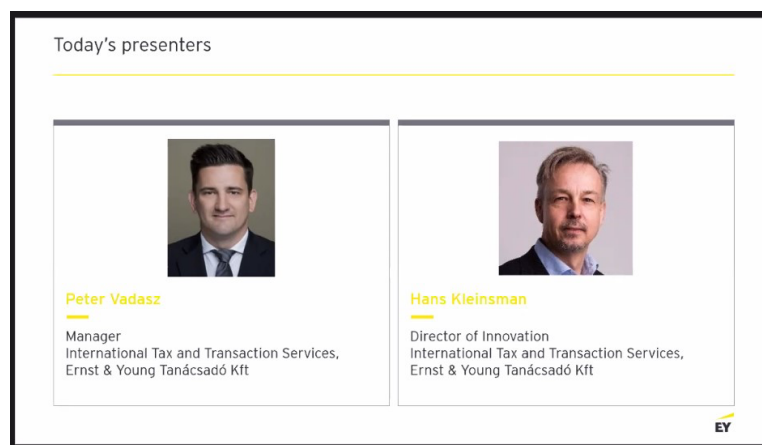 Today's presenters
Peter Vadasz
Manager
International Tax and Transaction Services,
Ernst & Young Tanácsadó Kft
Hans Kleinsman
Director of Innovation
International Tax and Transaction Services,
Ernst & Young Tanácsadó Kft
EY